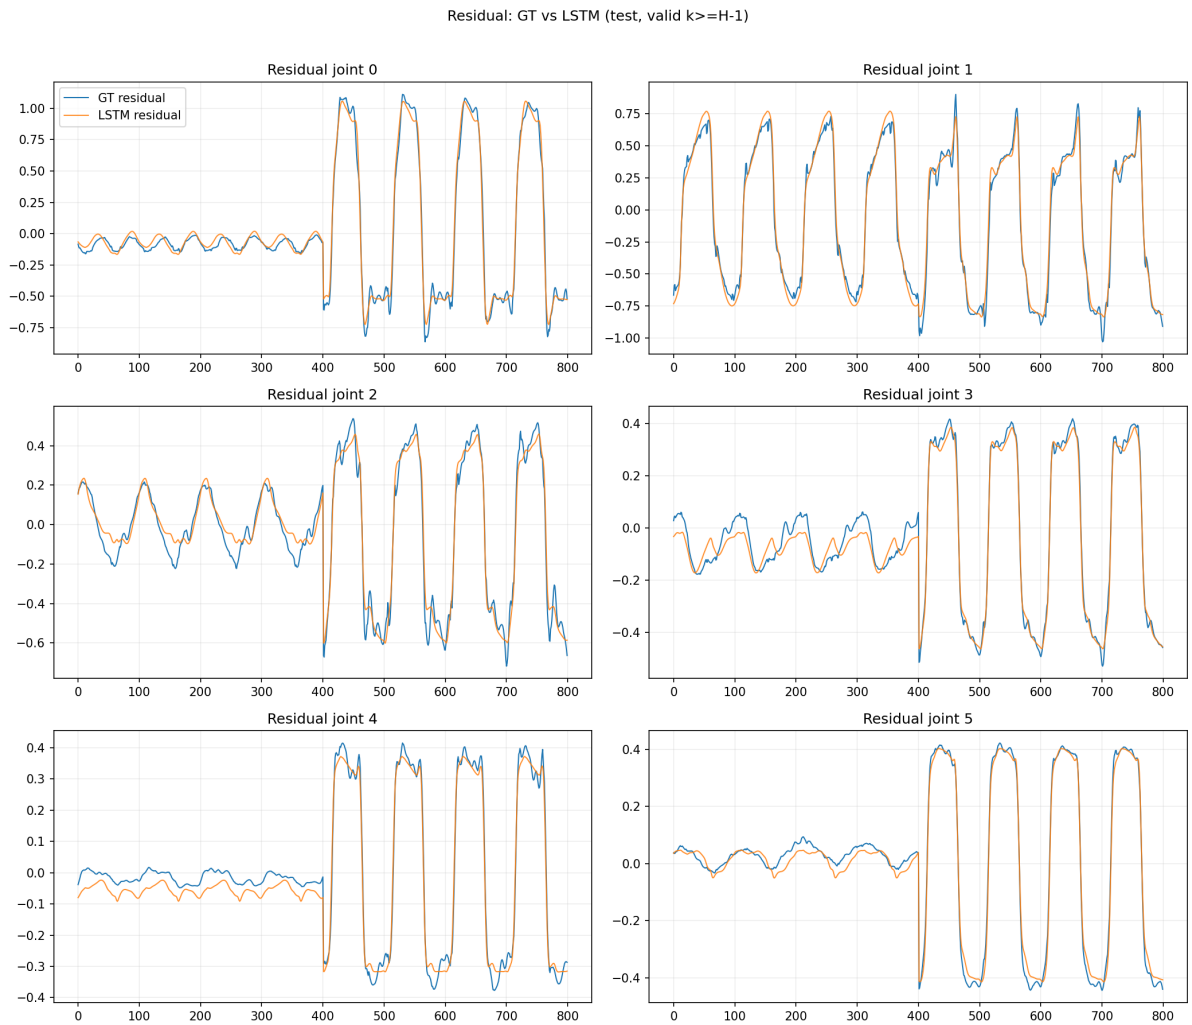 Residual: GT vs LSTM (test, valid k>=H-1)
Residual joint 0
GT residual
LSTM residual
1.00
0.75
0.50
0.25
0.00
−0.25
−0.50
−0.75
0 100 200 300 400 500 600 700 800
Residual joint 1
0.75
0.50
0.25
0.00
−0.25
−0.50
−0.75
−1.00
0 100 200 300 400 500 600 700 800
Residual joint 2
0.4
0.2
0.0
−0.2
−0.4
−0.6
0 100 200 300 400 500 600 700 800
Residual joint 3
0.4
0.2
0.0
−0.2
−0.4
0 100 200 300 400 500 600 700 800
Residual joint 4
0.4
0.3
0.2
0.1
0.0
−0.1
−0.2
−0.3
−0.4
0 100 200 300 400 500 600 700 800
Residual joint 5
0.4
0.2
0.0
−0.2
−0.4
0 100 200 300 400 500 600 700 800